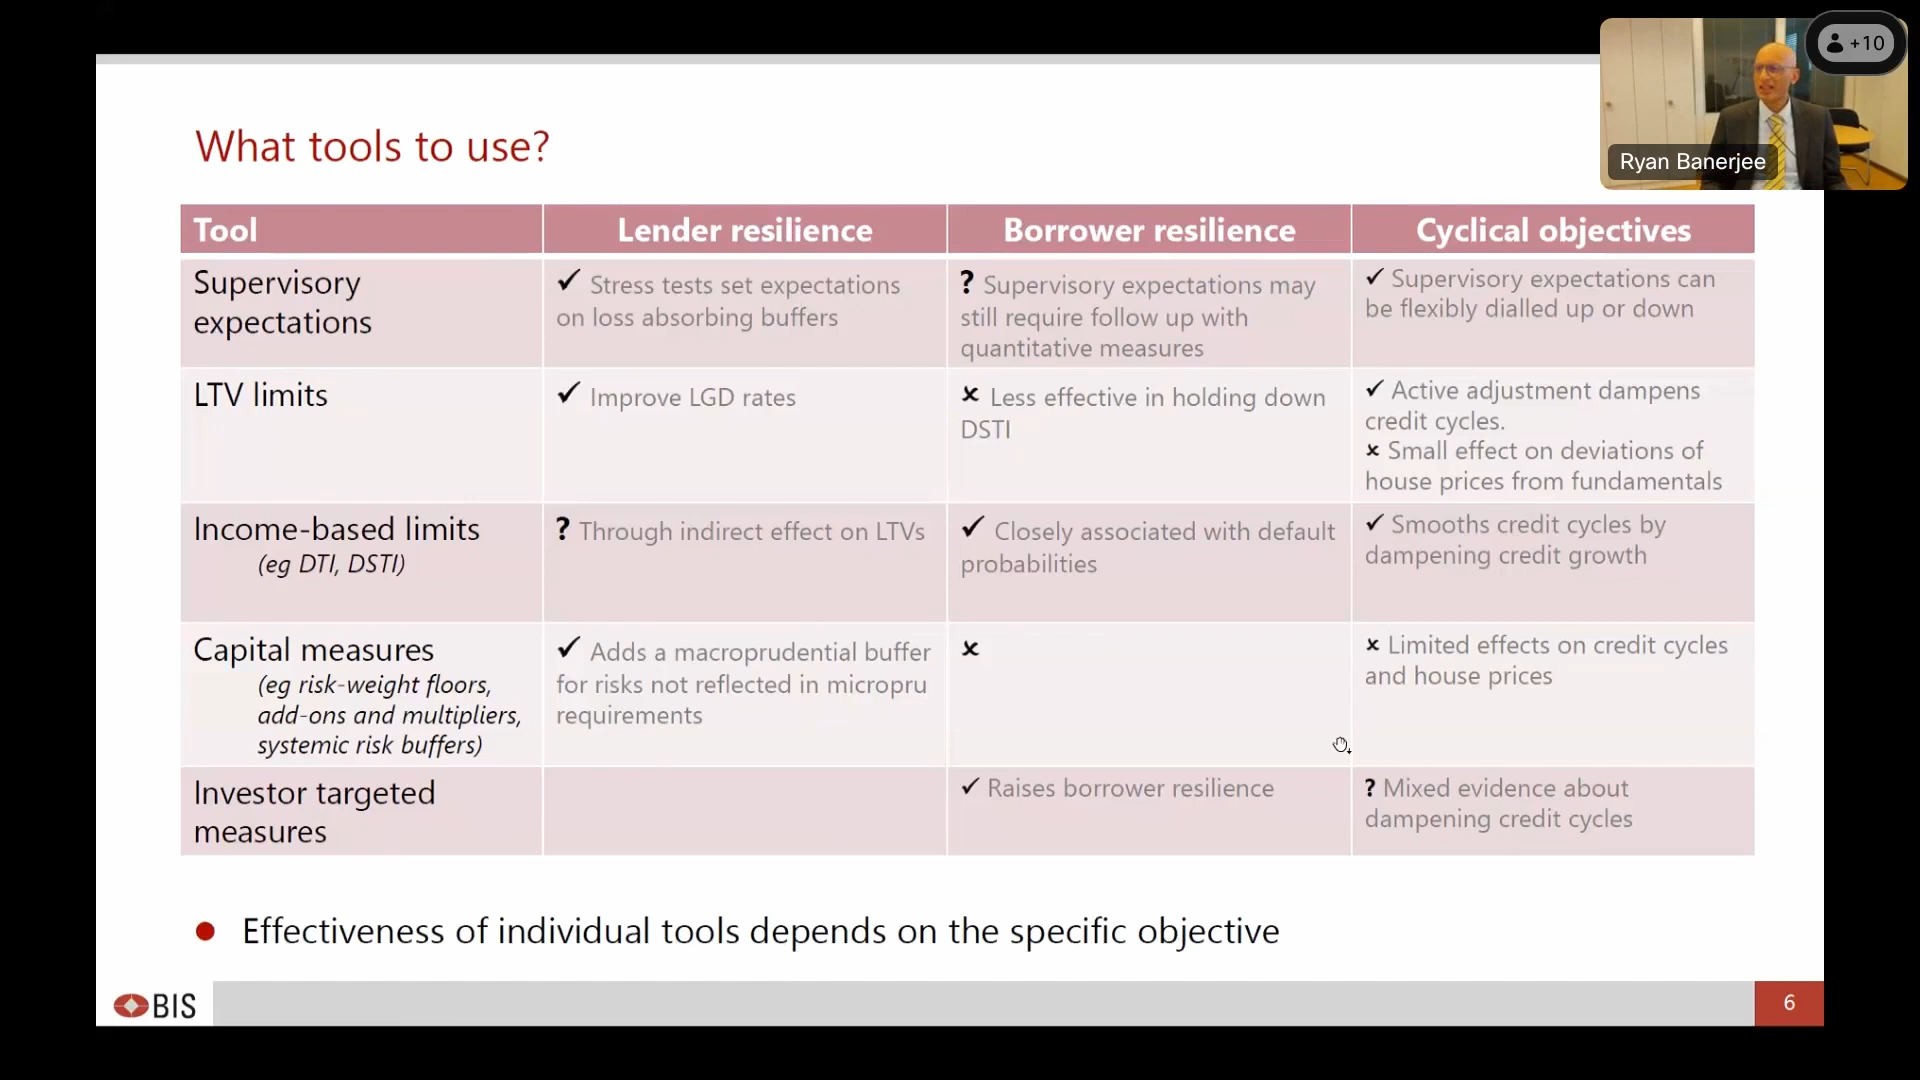 +10
Ryan Banerjee
What tools to use?
Tool
Lender resilience
Borrower resilience
Cyclical objectives
Supervisory
expectations
✓ Stress tests set expectations
on loss absorbing buffers
? Supervisory expectations may
still require follow up with
quantitative measures
✓ Supervisory expectations can
be flexibly dialled up or down
LTV limits
✓ Improve LGD rates
× Less effective in holding down
DSTI
✓ Active adjustment dampens
credit cycles.
× Small effect on deviations of
house prices from fundamentals
Income-based limits
(eg DTI, DSTI)
? Through indirect effect on LTVs
✓ Closely associated with default
probabilities
✓ Smooths credit cycles by
dampening credit growth
Capital measures
(eg risk-weight floors,
add-ons and multipliers,
systemic risk buffers)
✓ Adds a macroprudential buffer
for risks not reflected in micropru
requirements
×
× Limited effects on credit cycles
and house prices
Investor targeted
measures
✓ Raises borrower resilience
? Mixed evidence about
dampening credit cycles
• Effectiveness of individual tools depends on the specific objective
BIS
6